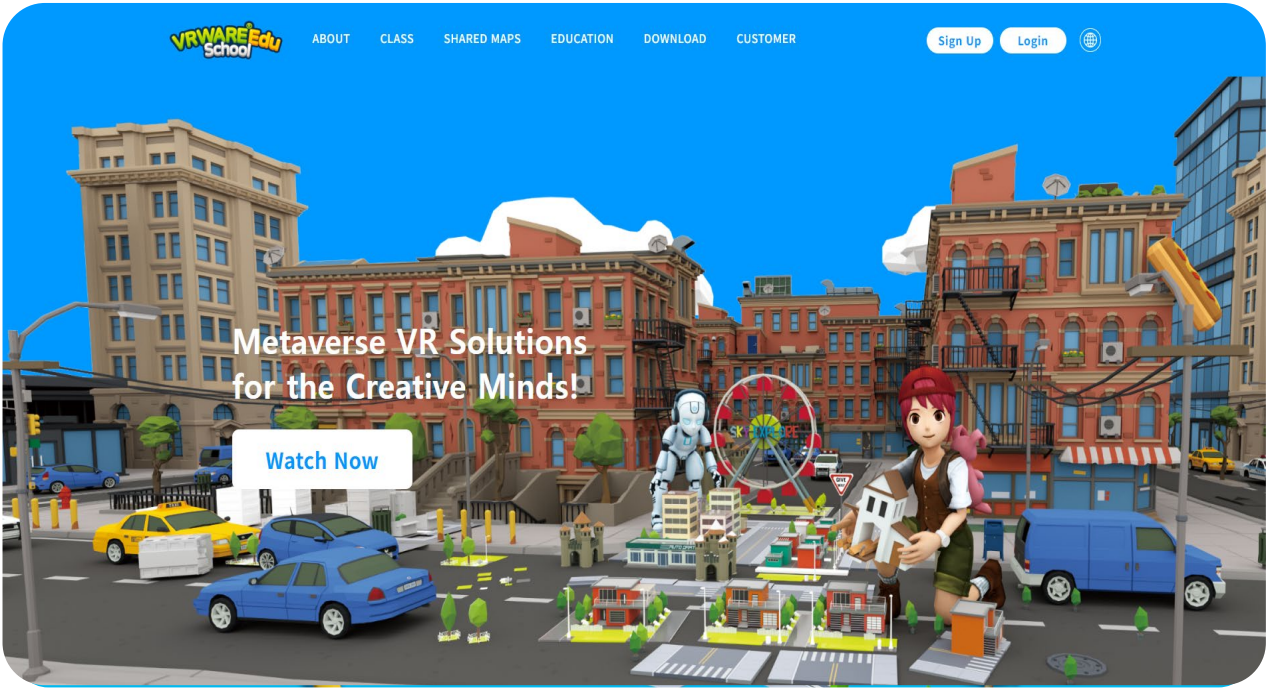 VRWARE Edu
School
ABOUT
CLASS
SHARED MAPS
EDUCATION
DOWNLOAD
CUSTOMER
Sign Up
Login
Metaverse VR Solutions
for the Creative Minds!
Watch Now
TAXI
GIVE